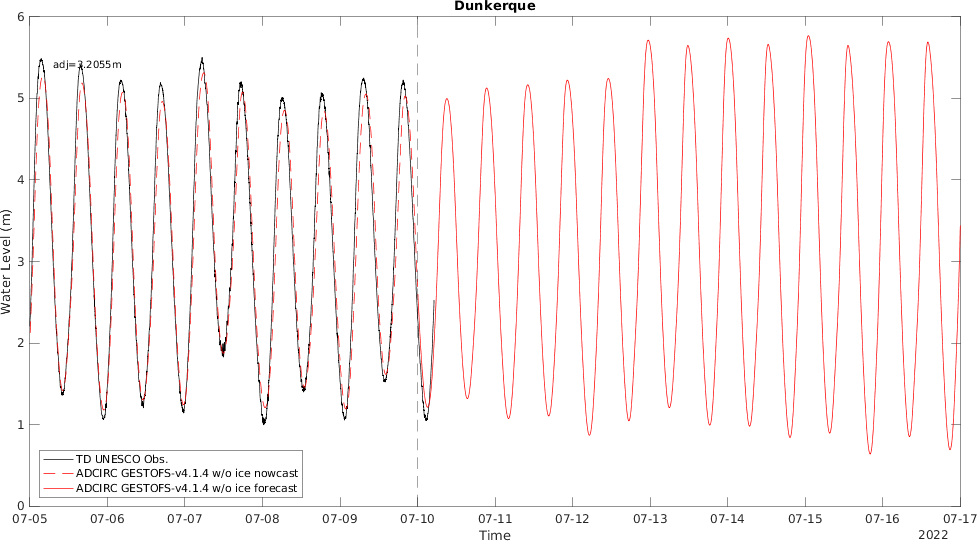 Dunkerque
6
5
4
3
2
1
0
Water Level (m)
adj=3.2055m
TD UNESCO Obs.
ADCIRC GESTOFS-v4.1.4 w/o ice nowcast
ADCIRC GESTOFS-v4.1.4 w/o ice forecast
07-05 07-06 07-07 07-08 07-09 07-10 07-11 07-12 07-13 07-14 07-15 07-16 07-17
Time
2022